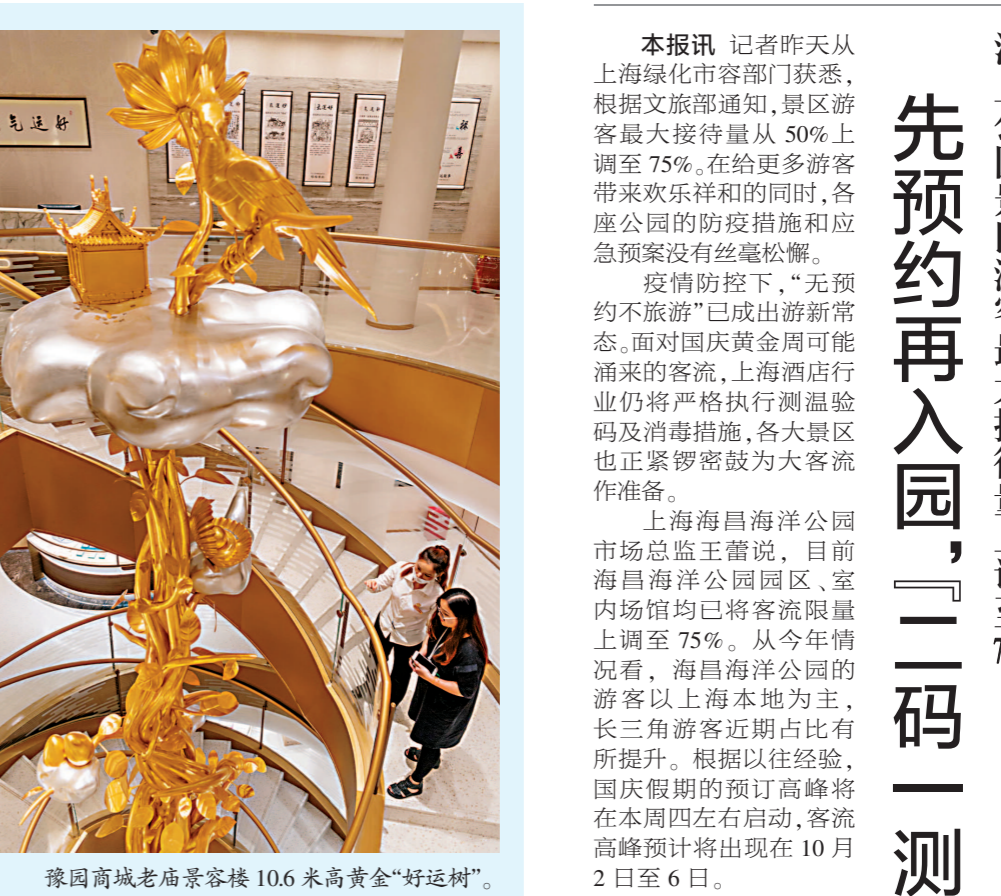 好运气
豫园商城老庙景容楼 10.6 米高黄金“好运树”。
先预约再入园，『二码一测
本报讯 记者昨天从
上海绿化市容部门获悉，
根据文旅部通知，景区游
客最大接待量从 50%上
调至 75%。在给更多游客
带来欢乐祥和的同时，各
座公园的防疫措施和应
急预案没有丝毫松懈。
疫情防控下，“无预
约不旅游”已成出游新常
态。面对国庆黄金周可能
涌来的客流，上海酒店行
业仍将严格执行测温验
码及消毒措施，各大景区
也正紧锣密鼓为大客流
作准备。
上海海昌海洋公园
市场总监王蕾说，目前
海昌海洋公园园区、室
内场馆均已将客流限量
上调至 75%。从今年情
况看，海昌海洋公园的
游客以上海本地为主，
长三角游客近期占比有
所提升。根据以往经验，
国庆假期的预订高峰将
在本周四左右启动，客流
高峰预计将出现在 10 月
2 日至 6 日。